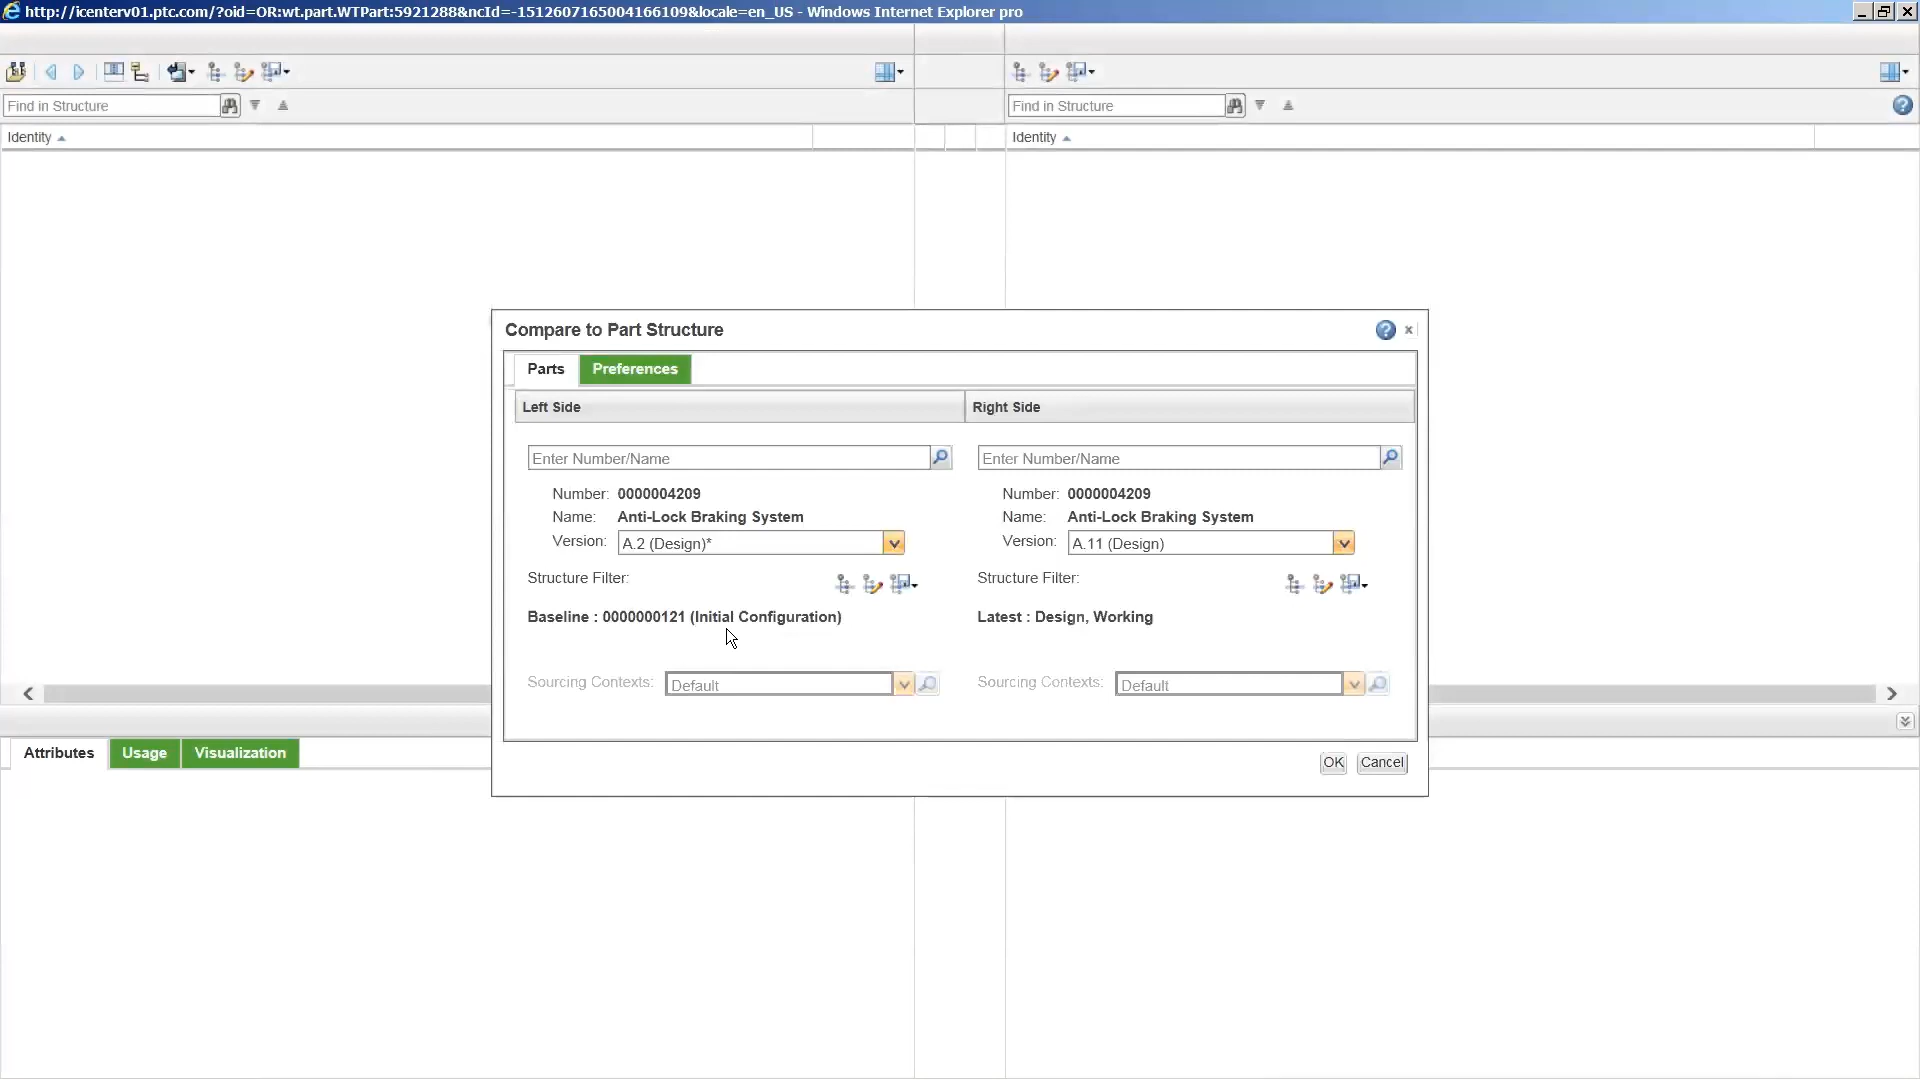 http://icenterv01.ptc.com/?oid=OR:wt.part.WTPart:5921288&ncId=-1512607165004166109&locale=en_US - Windows Internet Explorer pro
Find in Structure
Find in Structure
Identity
Identity
Compare to Part Structure
Parts Preferences
Left Side
Right Side
Enter Number/Name
Enter Number/Name
Number: 0000004209
Number: 0000004209
Name: Anti-Lock Braking System
Name: Anti-Lock Braking System
Version: A.2 (Design)*
Version: A.11 (Design)
Structure Filter:
Structure Filter:
Baseline : 0000000121 (Initial Configuration)
Latest : Design, Working
Sourcing Contexts: Default
Sourcing Contexts: Default
Attributes Usage Visualization
OK Cancel